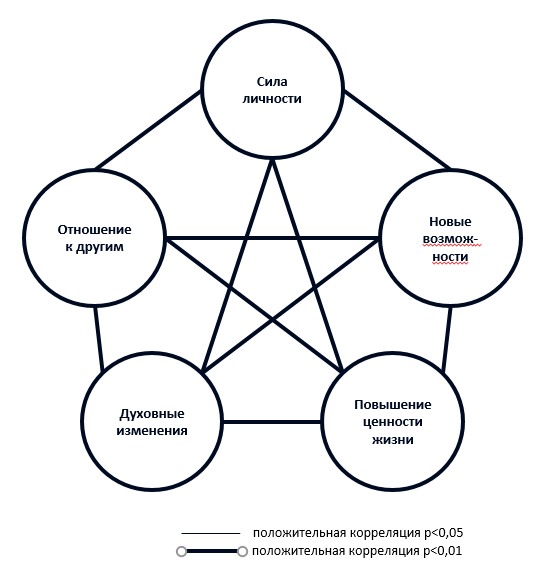 Сила
личности
Отношение
к другим
Новые
возмож-
ности
Духовные
изменения
Повышение
ценности
жизни
положительная корреляция p<0,05
положительная корреляция p<0,01